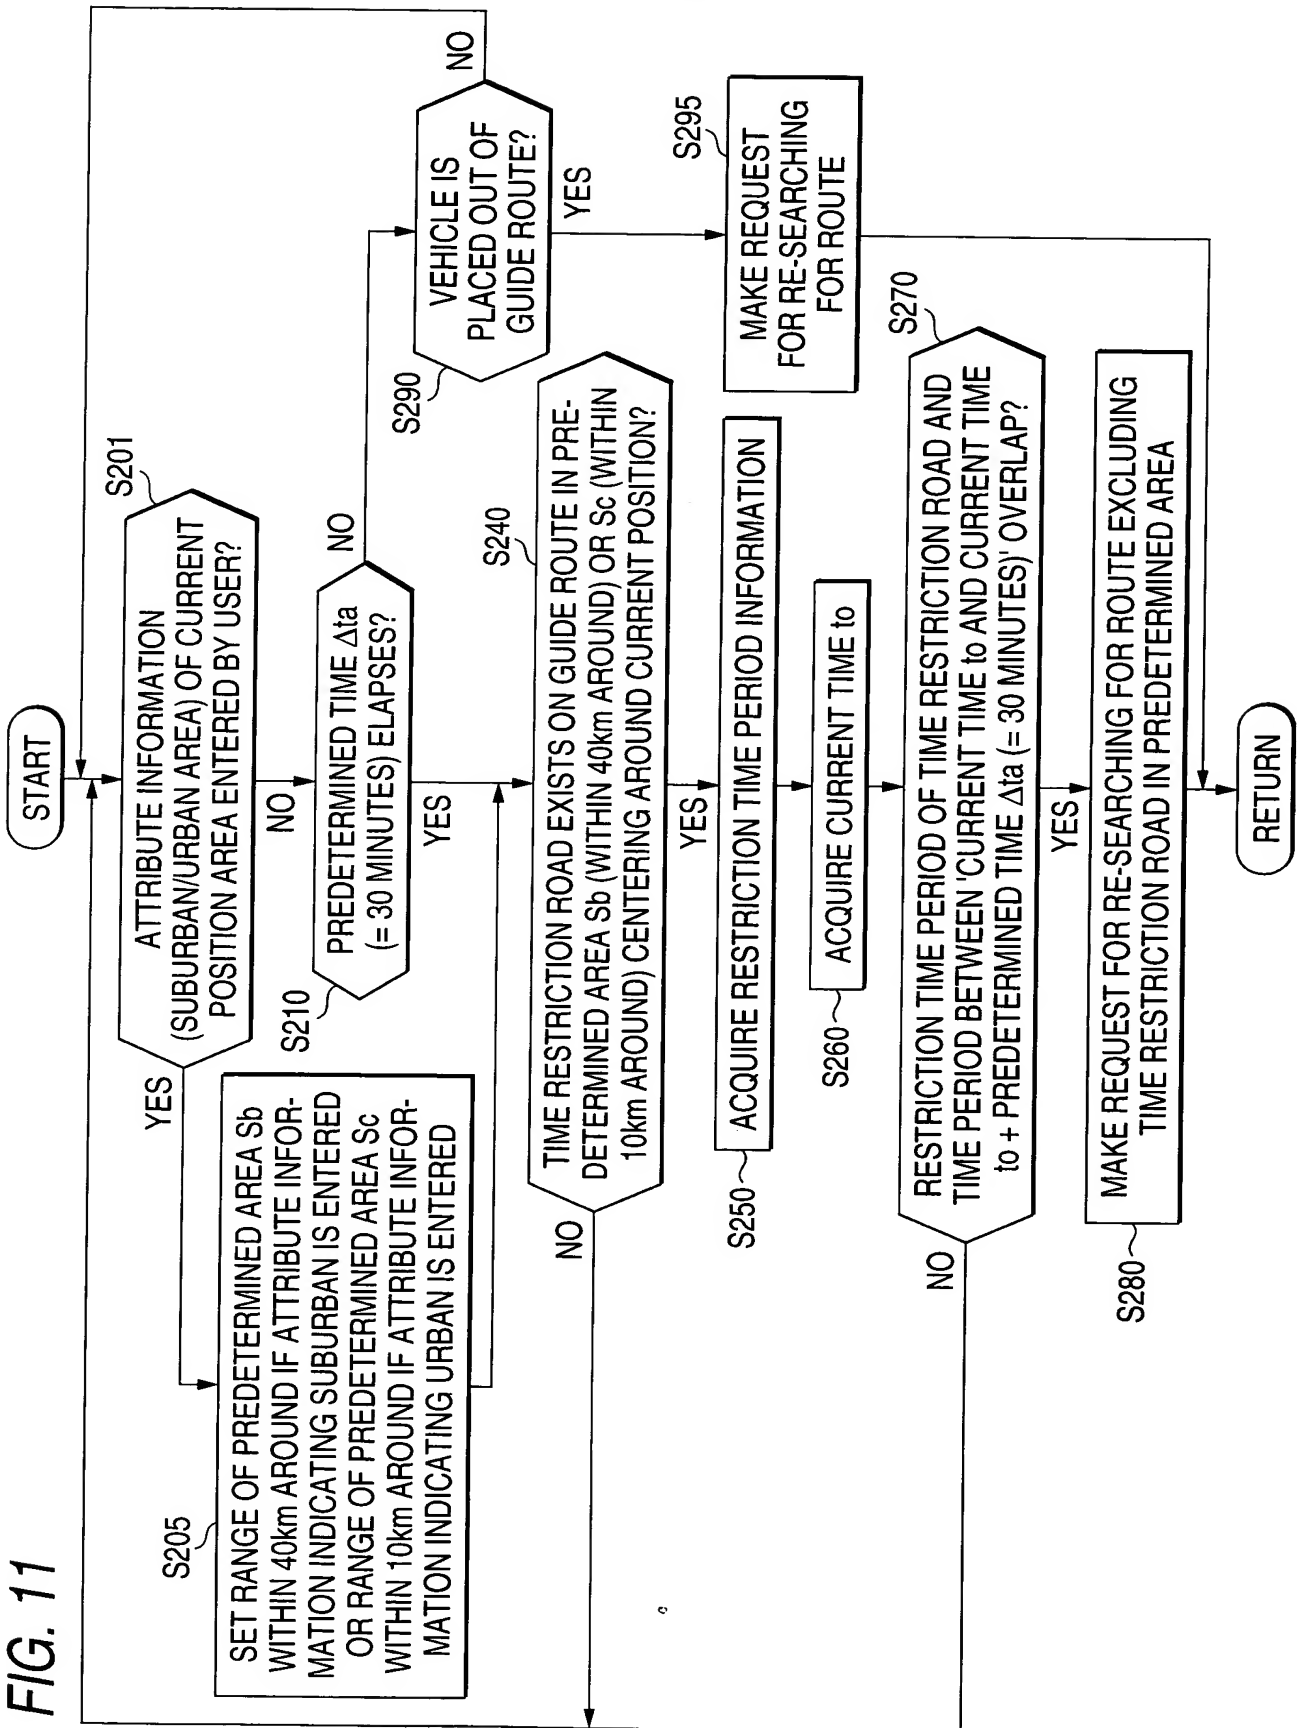 FIG. 11
START
S201
ATTRIBUTE INFORMATION
(SUBURBAN/URBAN AREA) OF CURRENT
POSITION AREA ENTERED BY USER?
YES
NO
S205
SET RANGE OF PREDETERMINED AREA Sb
WITHIN 40km AROUND IF ATTRIBUTE INFOR-
MATION INDICATING SUBURBAN IS ENTERED
OR RANGE OF PREDETERMINED AREA Sc
WITHIN 10km AROUND IF ATTRIBUTE INFOR-
MATION INDICATING URBAN IS ENTERED
S210
PREDETERMINED TIME Δta
(= 30 MINUTES) ELAPSES?
NO
YES
S290
VEHICLE IS
PLACED OUT OF
GUIDE ROUTE?
NO
YES
S240
TIME RESTRICTION ROAD EXISTS ON GUIDE ROUTE IN PRE-
DETERMINED AREA Sb (WITHIN 40km AROUND) OR Sc (WITHIN
10km AROUND) CENTERING AROUND CURRENT POSITION?
NO
YES
S295
MAKE REQUEST
FOR RE-SEARCHING
FOR ROUTE
S250
ACQUIRE RESTRICTION TIME PERIOD INFORMATION
S260
ACQUIRE CURRENT TIME to
S270
RESTRICTION TIME PERIOD OF TIME RESTRICTION ROAD AND
TIME PERIOD BETWEEN 'CURRENT TIME to AND CURRENT TIME
to + PREDETERMINED TIME Δta (= 30 MINUTES)' OVERLAP?
NO
YES
S280
MAKE REQUEST FOR RE-SEARCHING FOR ROUTE EXCLUDING
TIME RESTRICTION ROAD IN PREDETERMINED AREA
RETURN